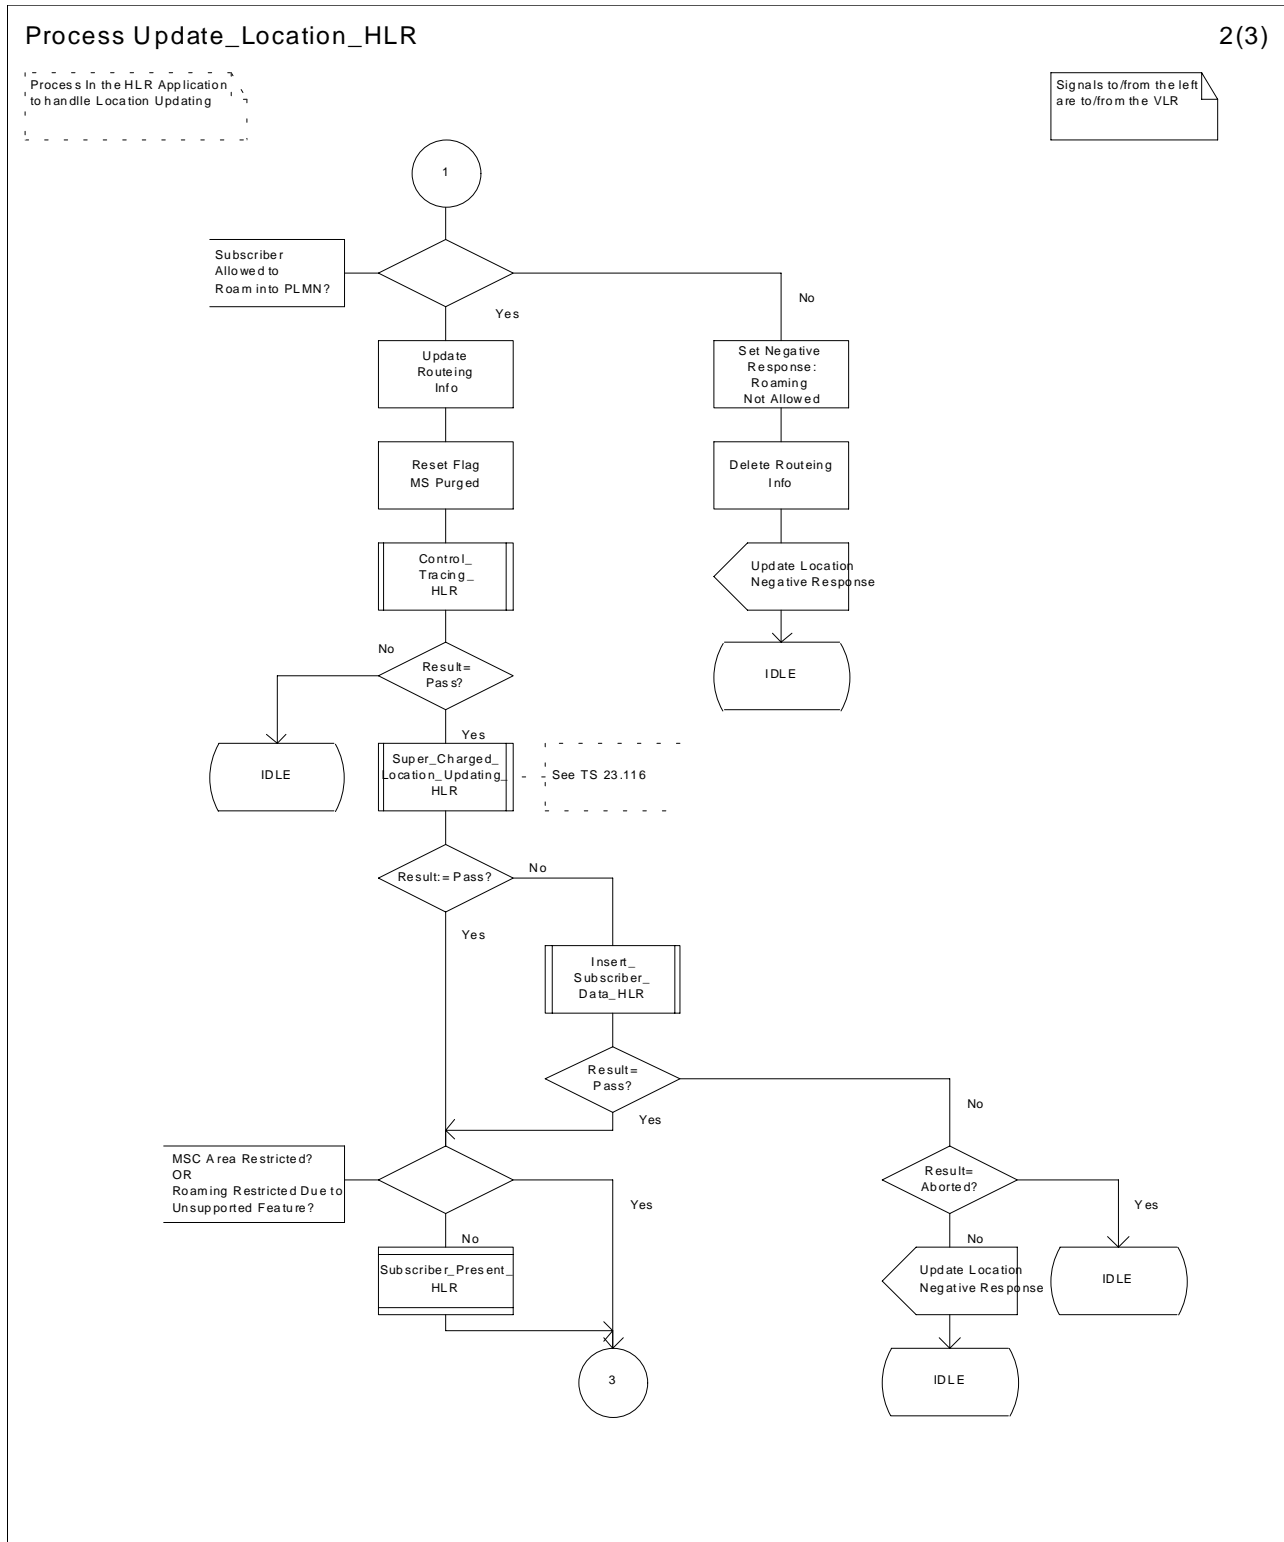 Process Update_Location_HLR
2(3)
Process In the HLR Application
to handlle Location Updating
Signals to/from the left
are to/from the VLR
1
Subscriber
Allowed to
Roam into PLMN?
No
Yes
Update
Routeing
Info
Set Negative
Response:
Roaming
Not Allowed
Reset Flag
MS Purged
Delete Routeing
Info
Control_
Tracing_
HLR
Update Location
Negative Response
No
Result=
Pass?
IDLE
Yes
IDLE
Super_Charged_
Location_Updating_
HLR
See TS 23.116
Result:= Pass?
No
Yes
Insert_
Subscriber_
Data_HLR
Result=
Pass?
No
Yes
MSC Area Restricted?
OR
Roaming Restricted Due to
Unsupported Feature?
Yes
Result=
Aborted?
Yes
No
No
Subscriber_Present_
HLR
Update Location
Negative Response
IDLE
3
IDLE